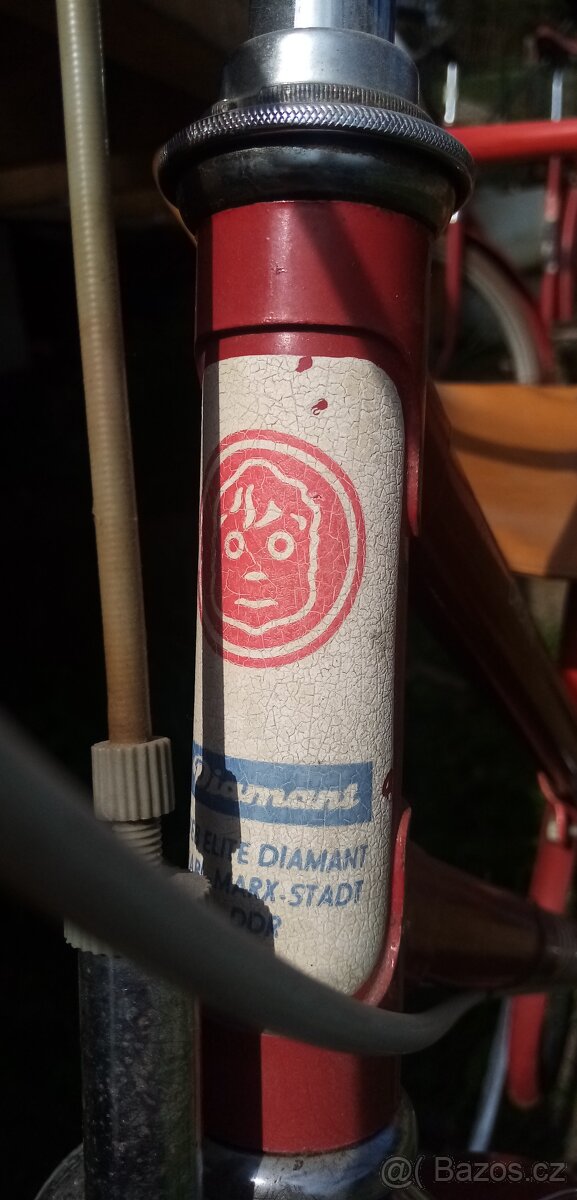 Diamant
ELITE DIAMANT
MARX-STADT
DDR
@( Bazos.cz